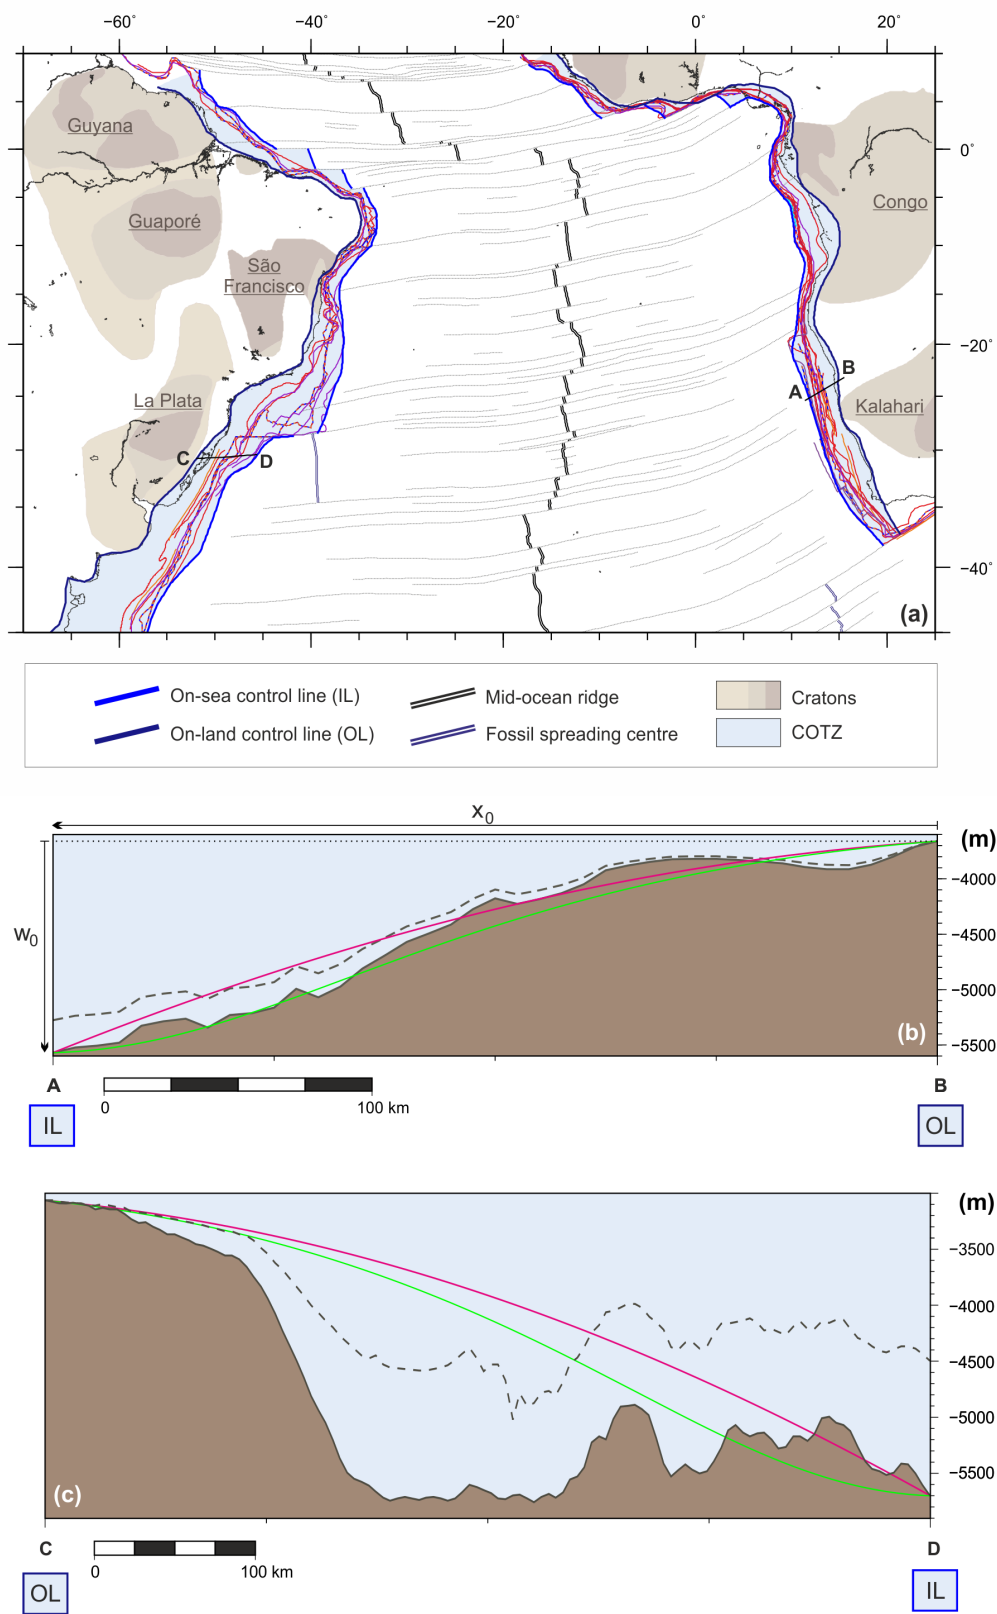 −60° −40° −20° 0° 20°
Guyana
0°
Congo
Guaporé
São
Francisco
−20°
B
A
La Plata
Kalahari
C D
−40°
(a)
On-sea control line (IL) Mid-ocean ridge Cratons
On-land control line (OL) Fossil spreading centre COTZ
x0
(m)
−4000
w0
−4500
−5000
(b)
−5500
A B
0 100 km
IL OL
(m)
−3500
−4000
−4500
−5000
−5500
(c)
C D
0 100 km
OL IL